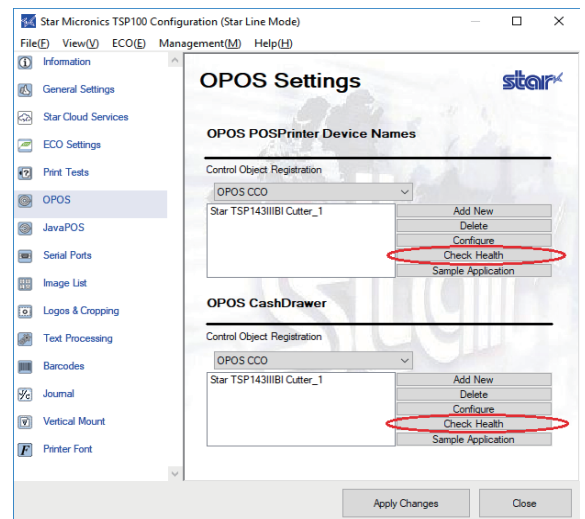 Star Micronics TSP100 Configuration (Star Line Mode)
File(F) View(V) ECO(E) Management(M) Help(H)
Information
General Settings
Star Cloud Services
ECO Settings
Print Tests
OPOS
JavaPOS
Serial Ports
Image List
Logos & Cropping
Text Processing
Barcodes
Journal
Vertical Mount
Printer Font
OPOS Settings
star
OPOS POSPrinter Device Names
Control Object Registration
OPOS CCO
Star TSP143IIIBI Cutter_1
Add New
Delete
Configure
Check Health
Sample Application
OPOS CashDrawer
Control Object Registration
OPOS CCO
Star TSP143IIIBI Cutter_1
Add New
Delete
Configure
Check Health
Sample Application
Apply Changes
Close